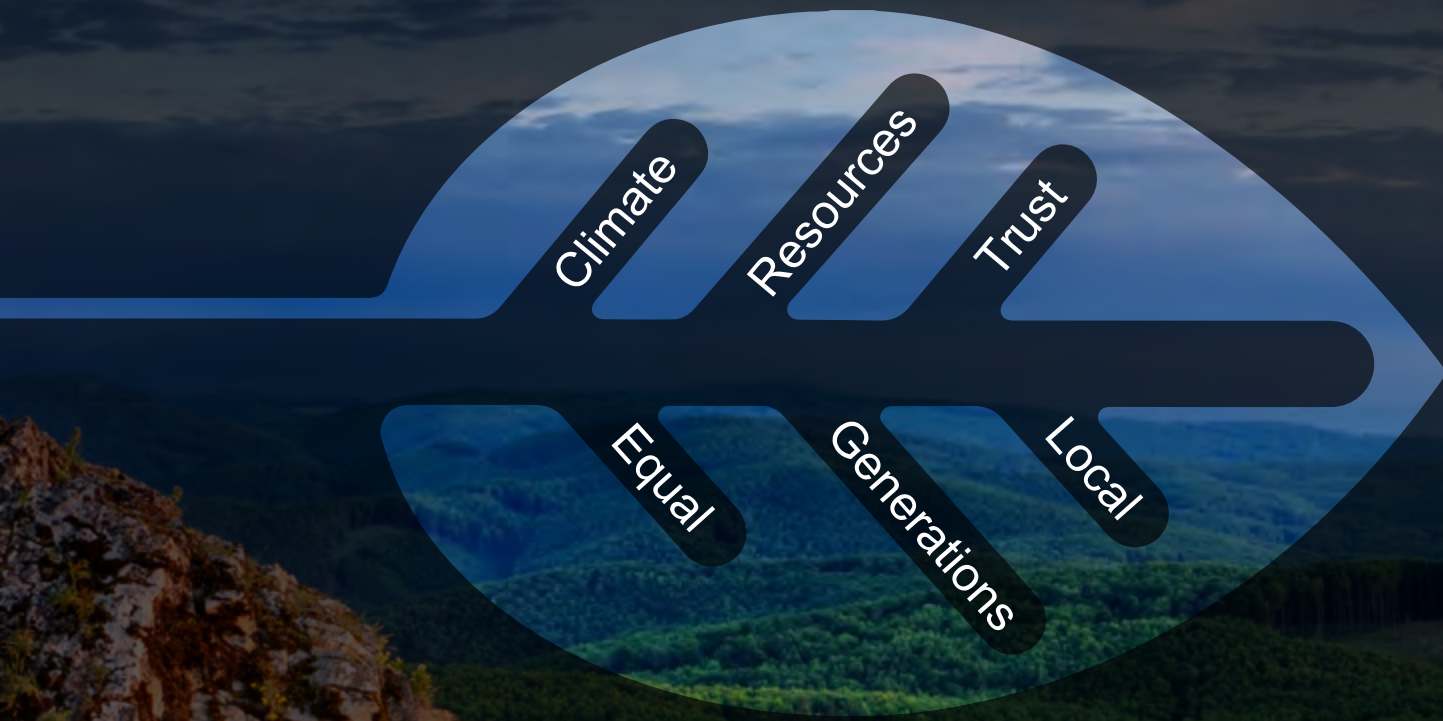 Climate
Resources
Trust
Equal
Generations
Local